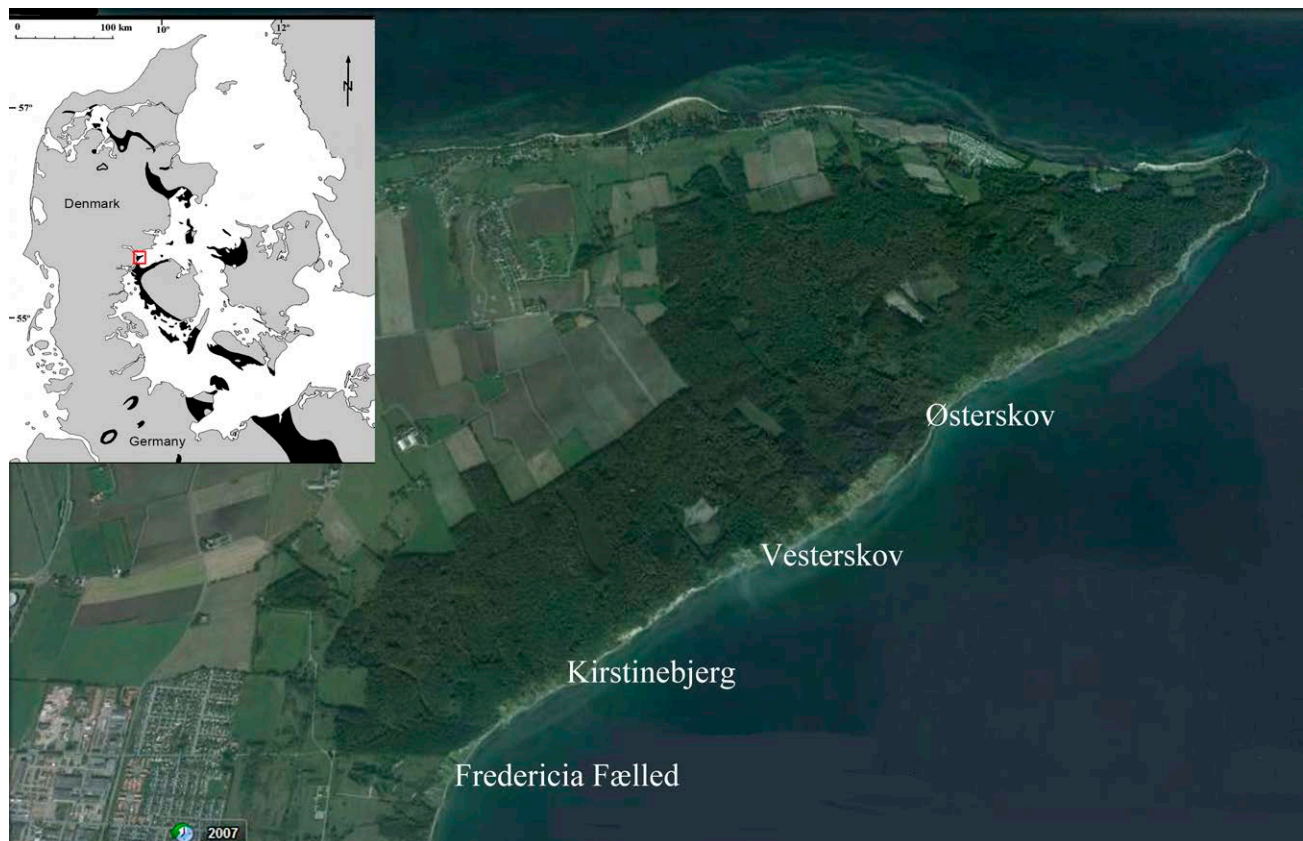 0 100 km 10° 12°
N
57°
Denmark
55°
Germany
Østerskov
Vesterskov
Kirstinebjerg
Fredericia Fælled
2007